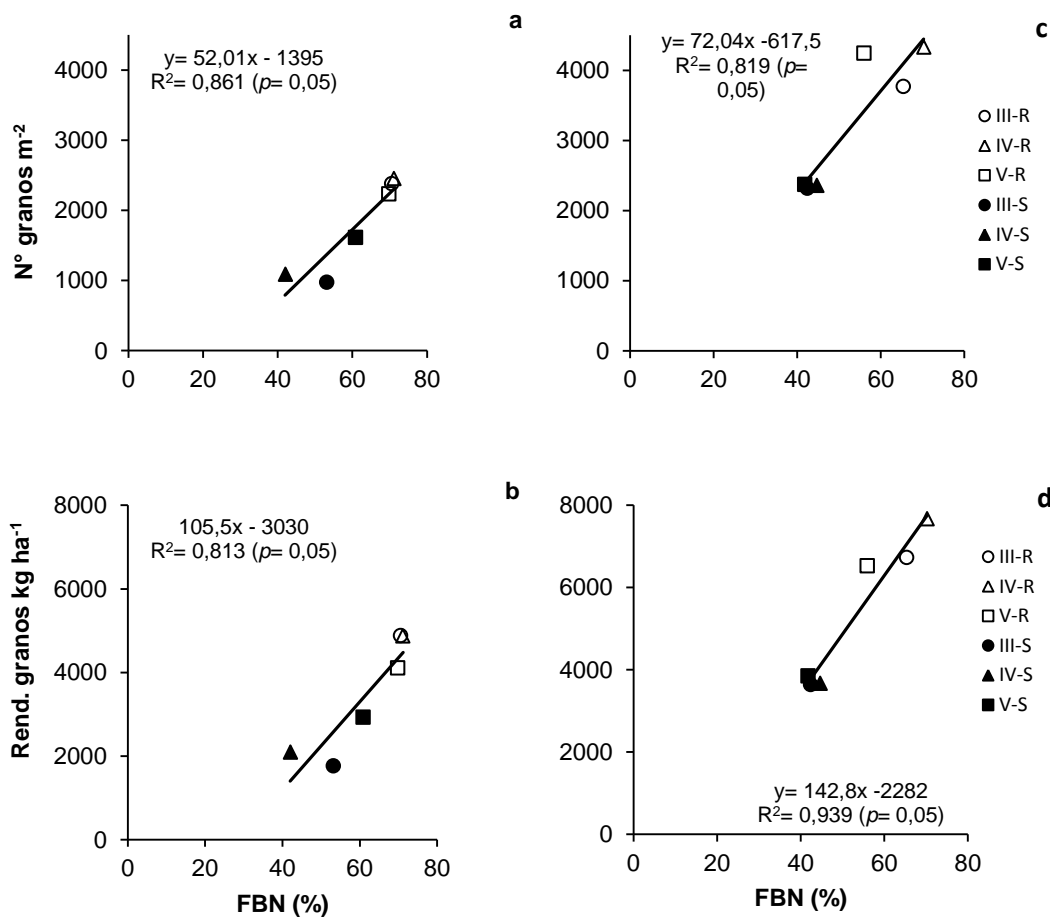 a
y= 52,01x - 1395
R²= 0,861 (p= 0,05)
N° granos m⁻²
4000
3000
2000
1000
0
0 20 40 60 80
c
y= 72,04x -617,5
R²= 0,819 (p=
0,05)
4000
3000
2000
1000
0
0 20 40 60 80
III-R
IV-R
V-R
III-S
IV-S
V-S
b
105,5x - 3030
R²= 0,813 (p= 0,05)
Rend. granos kg ha⁻¹
8000
6000
4000
2000
0
0 20 40 60 80
FBN (%)
d
8000
6000
4000
2000
0
y= 142,8x -2282
R²= 0,939 (p= 0,05)
0 20 40 60 80
FBN (%)
III-R
IV-R
V-R
III-S
IV-S
V-S